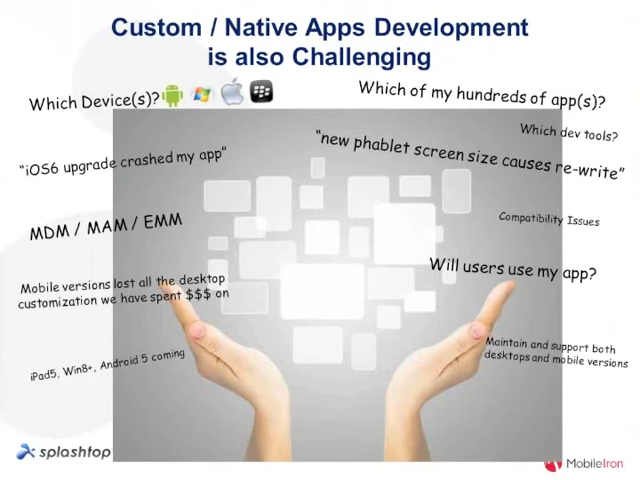 Custom / Native Apps Development
is also Challenging
Which Device(s)?
Which of my hundreds of app(s)?
Which dev tools?
"iOS6 upgrade crashed my app"
"new phablet screen size causes re-write"
MDM / MAM / EMM
Compatibility Issues
Will users use my app?
Mobile versions lost all the desktop
customization we have spent $$$ on
Maintain and support both
desktops and mobile versions
iPad5, Win8+, Android 5 coming
splashtop
MobileIron